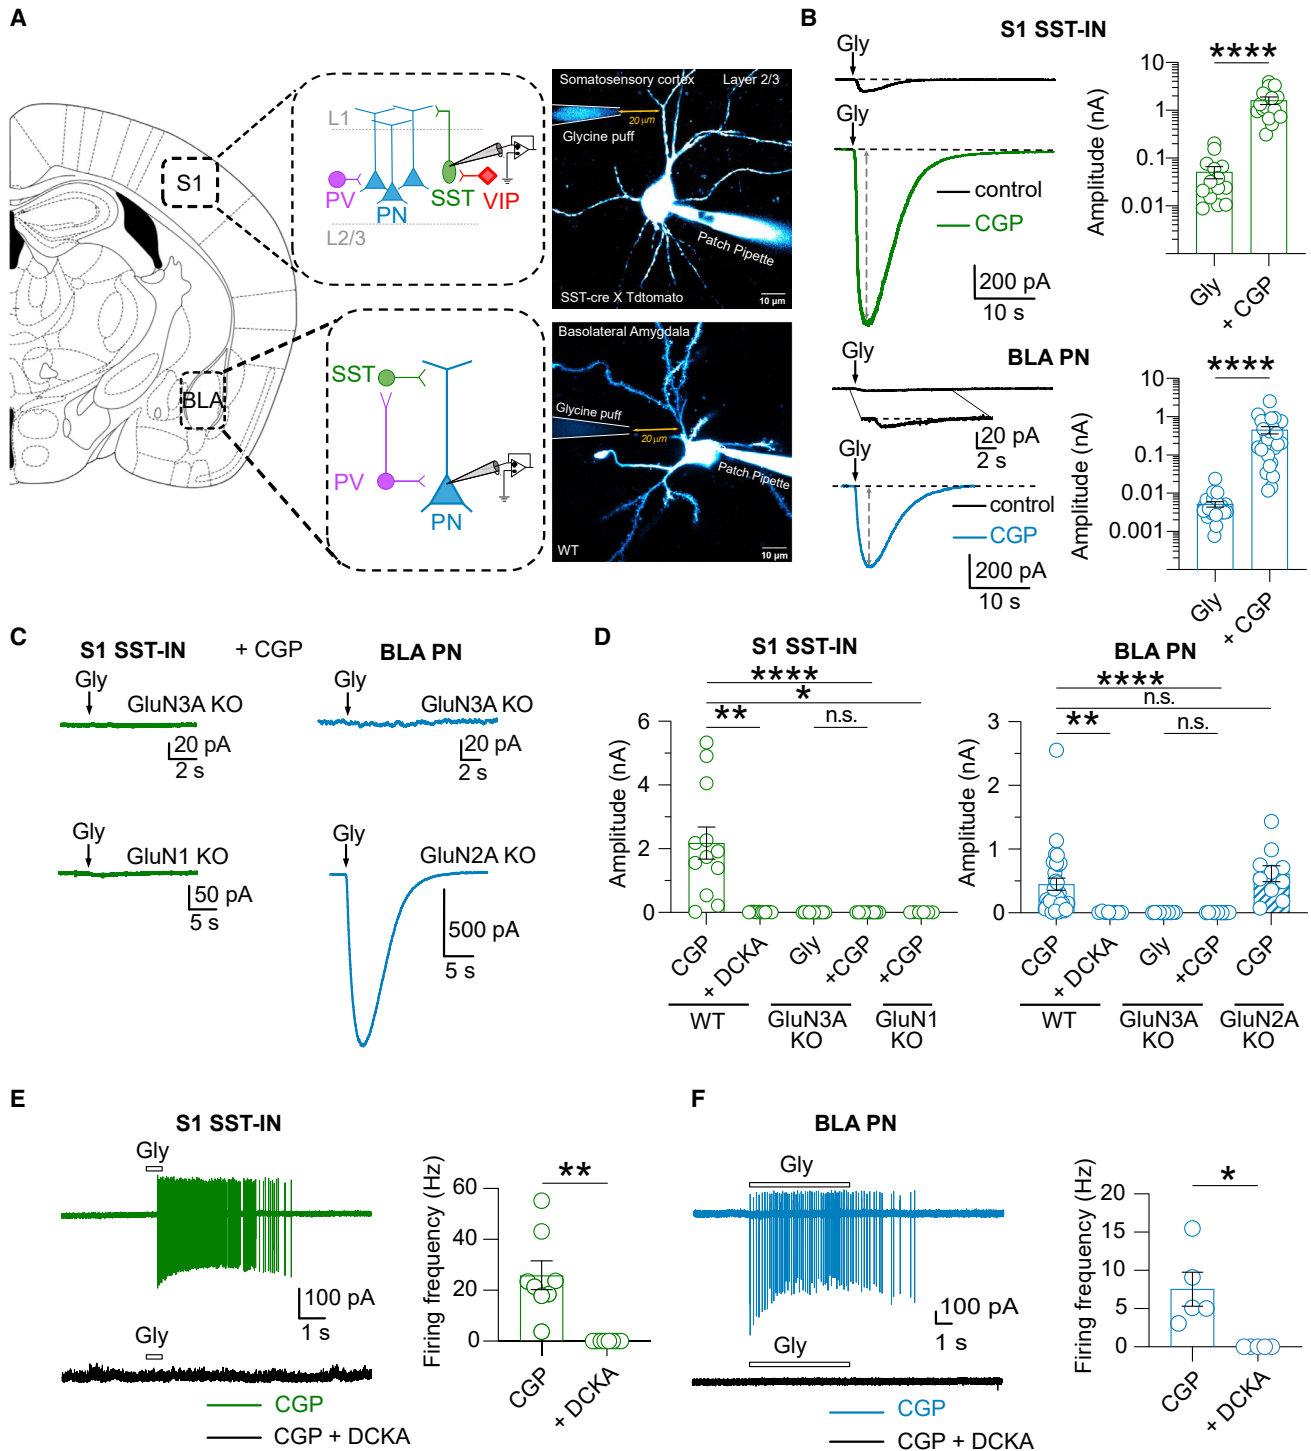 A
S1
BLA
L1
PV
PN
SST
VIP
L2/3
SST
PV
PN
Somatosensory cortex
Layer 2/3
20 µm
Glycine puff
Patch Pipette
SST-cre X Tdtomato
10 µm
Basolateral Amygdala
Glycine puff
20 µm
Patch Pipette
WT
10 µm
B
S1 SST-IN
Gly
Gly
control
CGP
200 pA
10 s
Amplitude (nA)
10
1
0.1
0.01
****
Gly
+ CGP
BLA PN
Gly
20 pA
2 s
Gly
control
CGP
200 pA
10 s
Amplitude (nA)
10
1
0.1
0.01
0.001
****
Gly
+ CGP
C
S1 SST-IN
+ CGP
BLA PN
Gly
GluN3A KO
20 pA
2 s
Gly
GluN3A KO
20 pA
2 s
Gly
GluN1 KO
50 pA
5 s
Gly
GluN2A KO
500 pA
5 s
D
S1 SST-IN
****
*
**
n.s.
Amplitude (nA)
6
4
2
0
CGP
+ DCKA
Gly
+CGP
+CGP
WT
GluN3A
KO
GluN1
KO
BLA PN
****
n.s.
**
n.s.
Amplitude (nA)
3
2
1
0
CGP
+ DCKA
Gly
+CGP
CGP
WT
GluN3A
KO
GluN2A
KO
E
S1 SST-IN
Gly
100 pA
1 s
Gly
CGP
CGP + DCKA
Firing frequency (Hz)
60
40
20
0
**
CGP
+ DCKA
F
BLA PN
Gly
100 pA
1 s
Gly
CGP
CGP + DCKA
Firing frequency (Hz)
20
15
10
5
0
*
CGP
+ DCKA